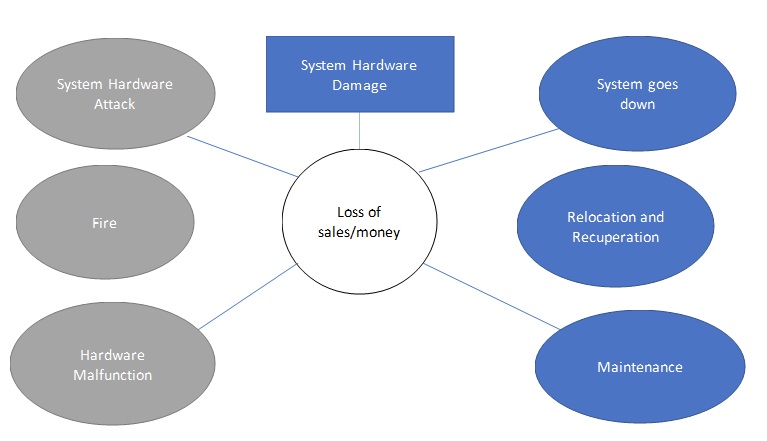 System Hardware
Attack
System Hardware
Damage
System goes
down
Fire
Loss of
sales/money
Relocation and
Recuperation
Hardware
Malfunction
Maintenance